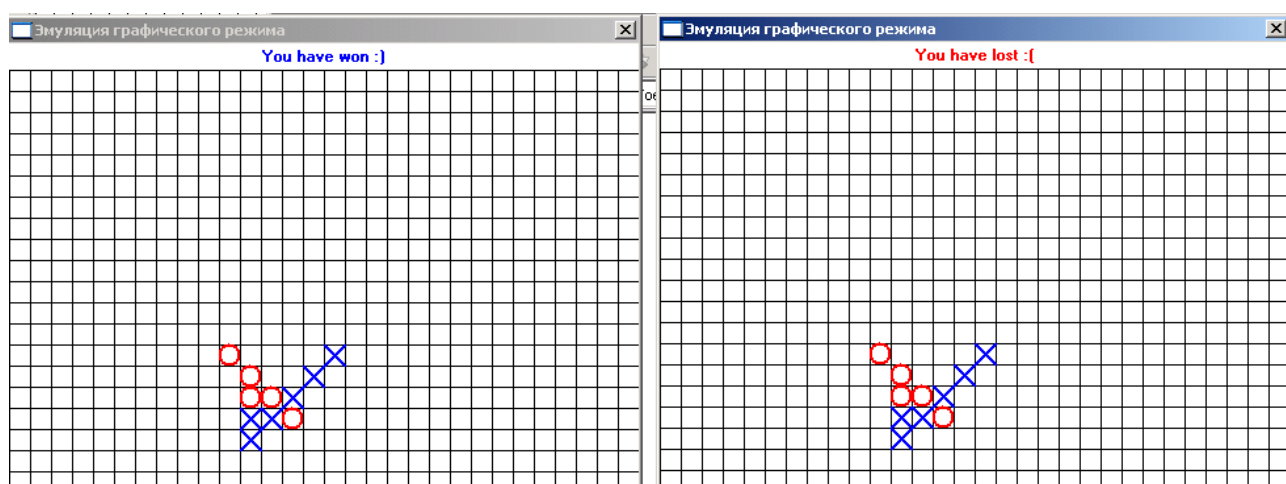 Эмуляция графического режима
You have won :)
Эмуляция графического режима
You have lost :(